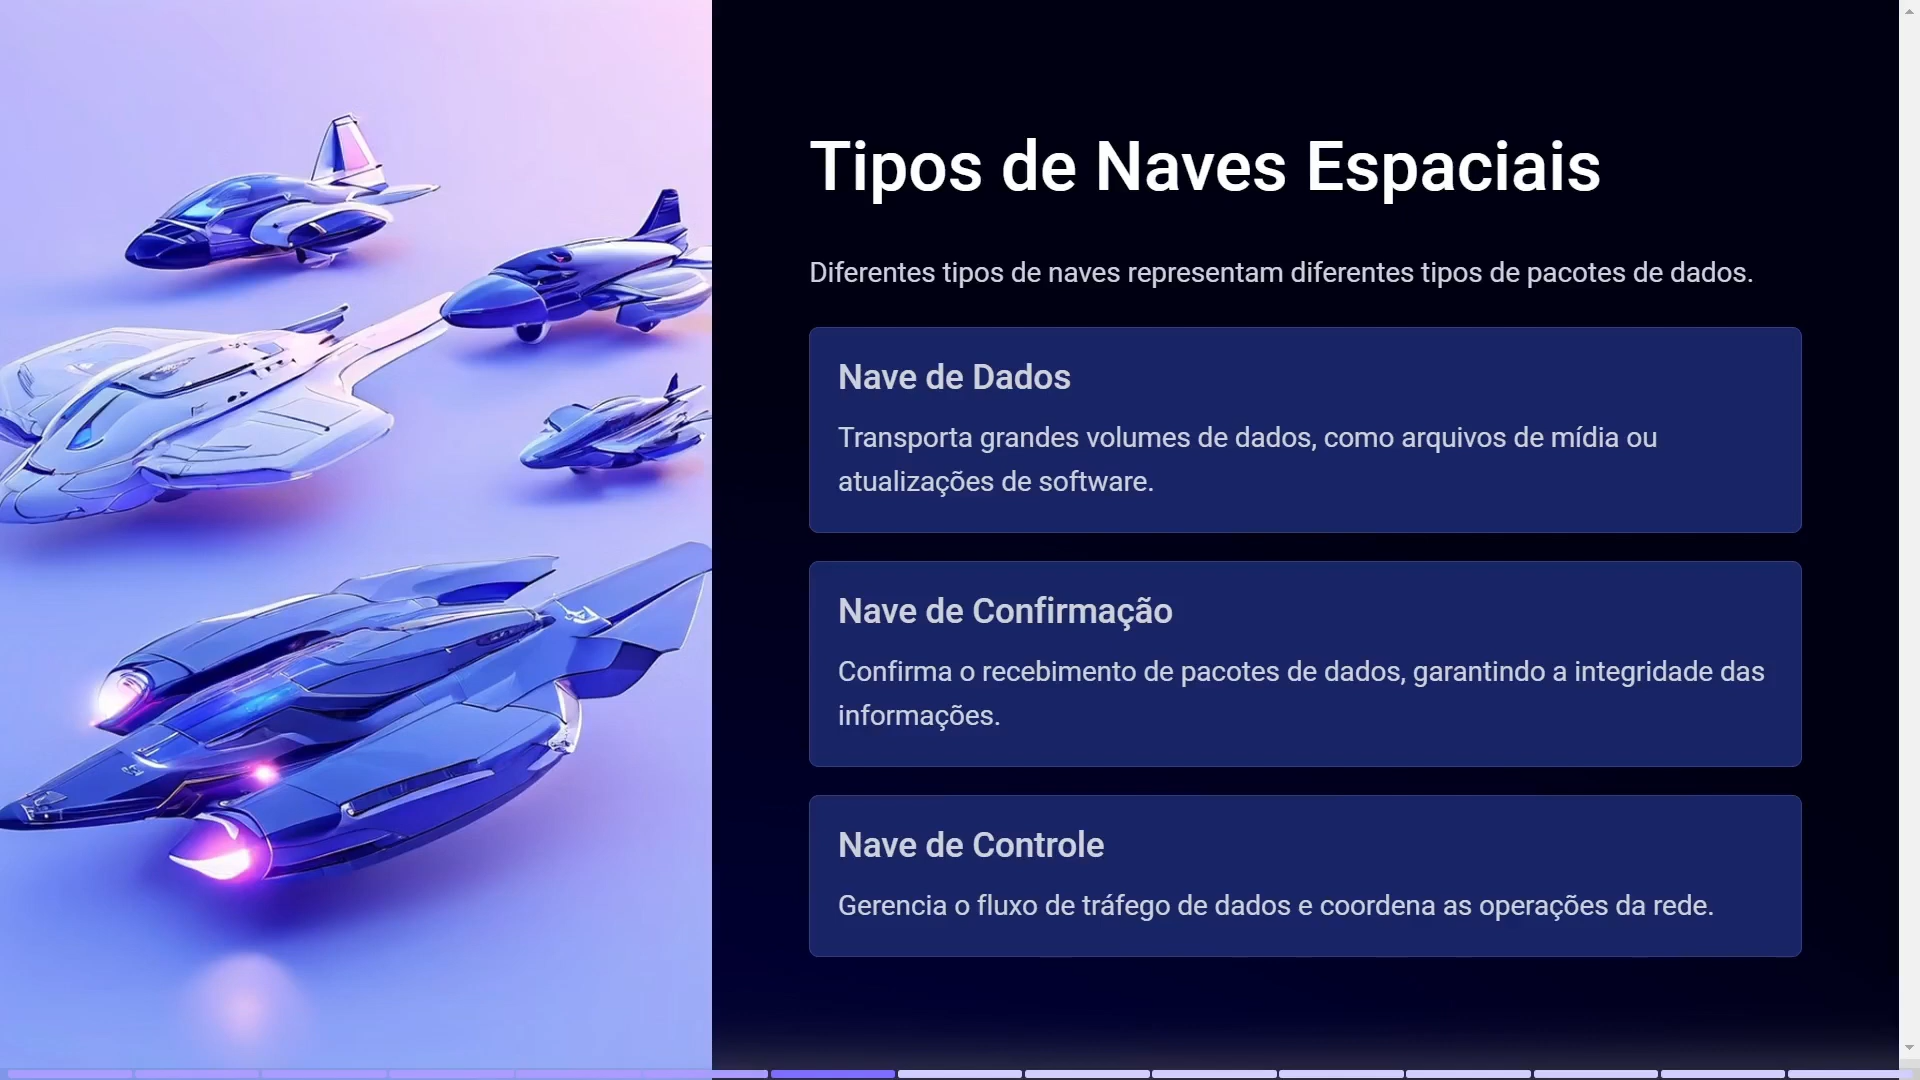 Tipos de Naves Espaciais
Diferentes tipos de naves representam diferentes tipos de pacotes de dados.
Nave de Dados
Transporta grandes volumes de dados, como arquivos de mídia ou
atualizações de software.
Nave de Confirmação
Confirma o recebimento de pacotes de dados, garantindo a integridade das
informações.
Nave de Controle
Gerencia o fluxo de tráfego de dados e coordena as operações da rede.